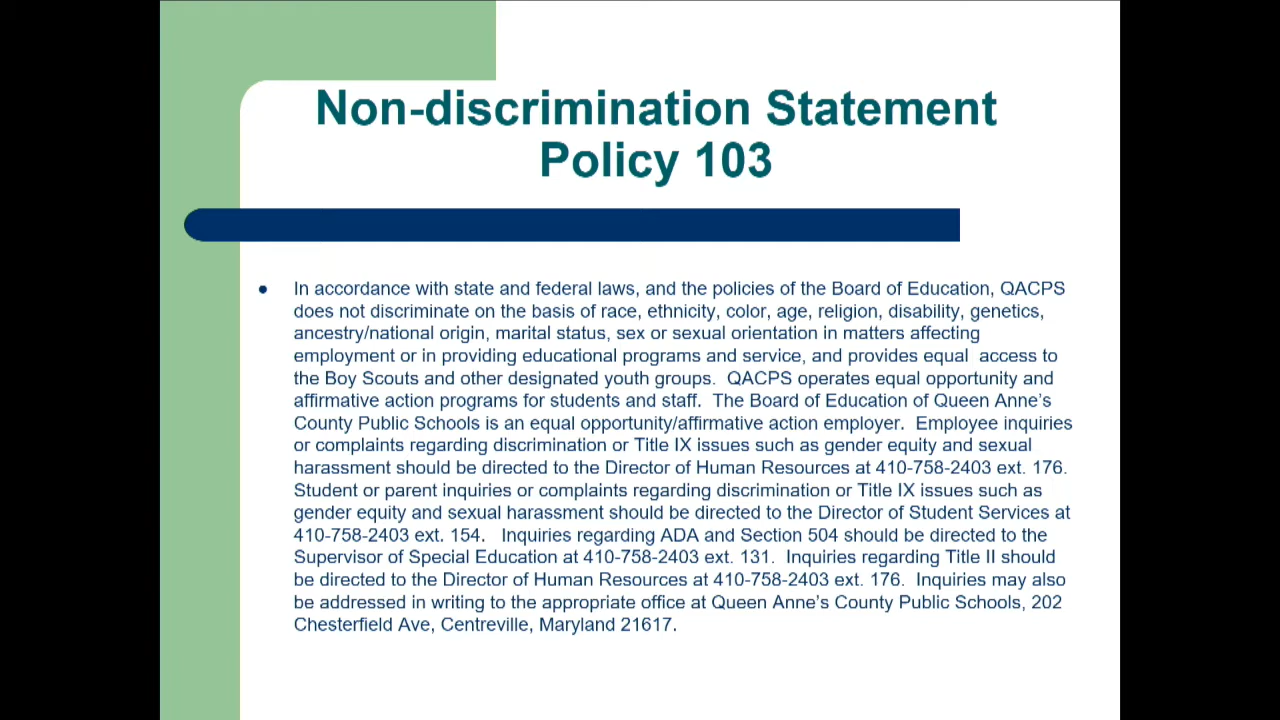 Non-discrimination Statement
Policy 103
● In accordance with state and federal laws, and the policies of the Board of Education, QACPS
does not discriminate on the basis of race, ethnicity, color, age, religion, disability, genetics,
ancestry/national origin, marital status, sex or sexual orientation in matters affecting
employment or in providing educational programs and service, and provides equal  access to
the Boy Scouts and other designated youth groups.  QACPS operates equal opportunity and
affirmative action programs for students and staff.  The Board of Education of Queen Anne's
County Public Schools is an equal opportunity/affirmative action employer.  Employee inquiries
or complaints regarding discrimination or Title IX issues such as gender equity and sexual
harassment should be directed to the Director of Human Resources at 410-758-2403 ext. 176.
Student or parent inquiries or complaints regarding discrimination or Title IX issues such as
gender equity and sexual harassment should be directed to the Director of Student Services at
410-758-2403 ext. 154.   Inquiries regarding ADA and Section 504 should be directed to the
Supervisor of Special Education at 410-758-2403 ext. 131.  Inquiries regarding Title II should
be directed to the Director of Human Resources at 410-758-2403 ext. 176.  Inquiries may also
be addressed in writing to the appropriate office at Queen Anne's County Public Schools, 202
Chesterfield Ave, Centreville, Maryland 21617.